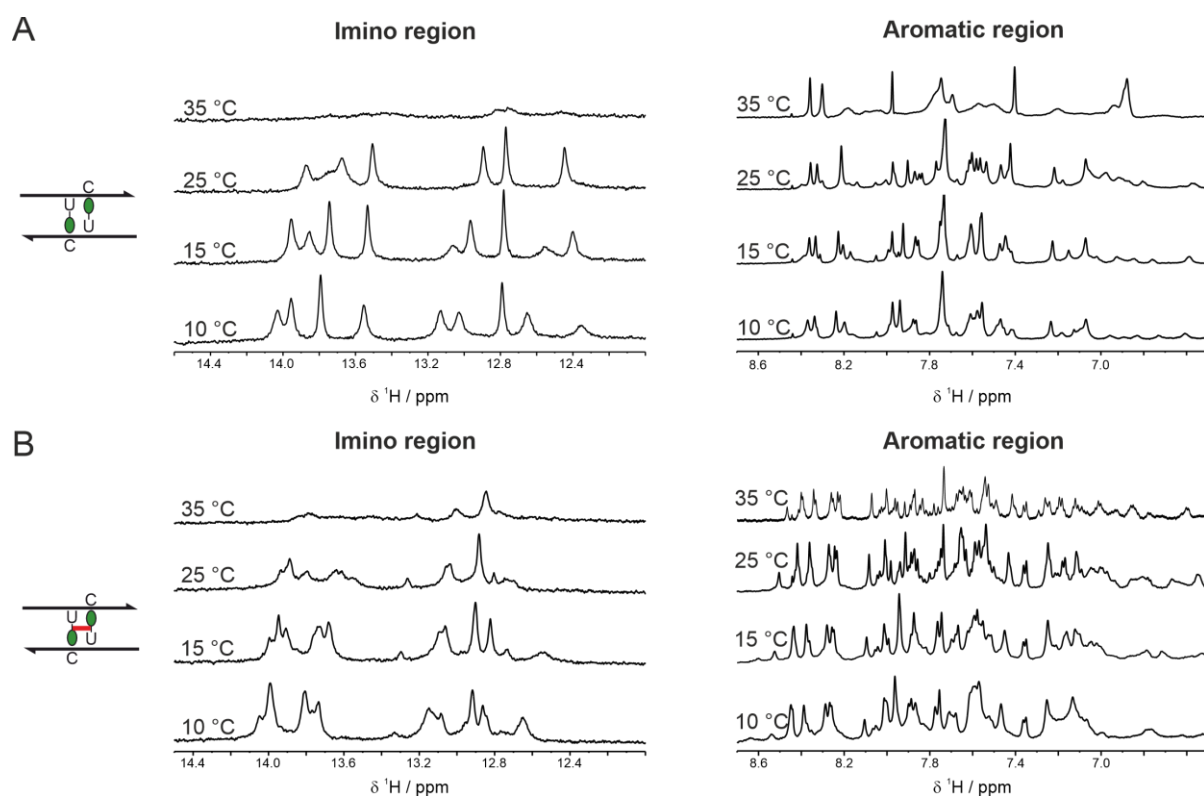 A
Imino region
Aromatic region
35 °C
25 °C
15 °C
10 °C
C
U
U
C
14.4 14.0 13.6 13.2 12.8 12.4
δ ¹H / ppm
35 °C
25 °C
15 °C
10 °C
8.6 8.2 7.8 7.4 7.0
δ ¹H / ppm
B
Imino region
Aromatic region
35 °C
25 °C
15 °C
10 °C
C
U
U
C
14.4 14.0 13.6 13.2 12.8 12.4
δ ¹H / ppm
35 °C
25 °C
15 °C
10 °C
8.6 8.2 7.8 7.4 7.0
δ ¹H / ppm